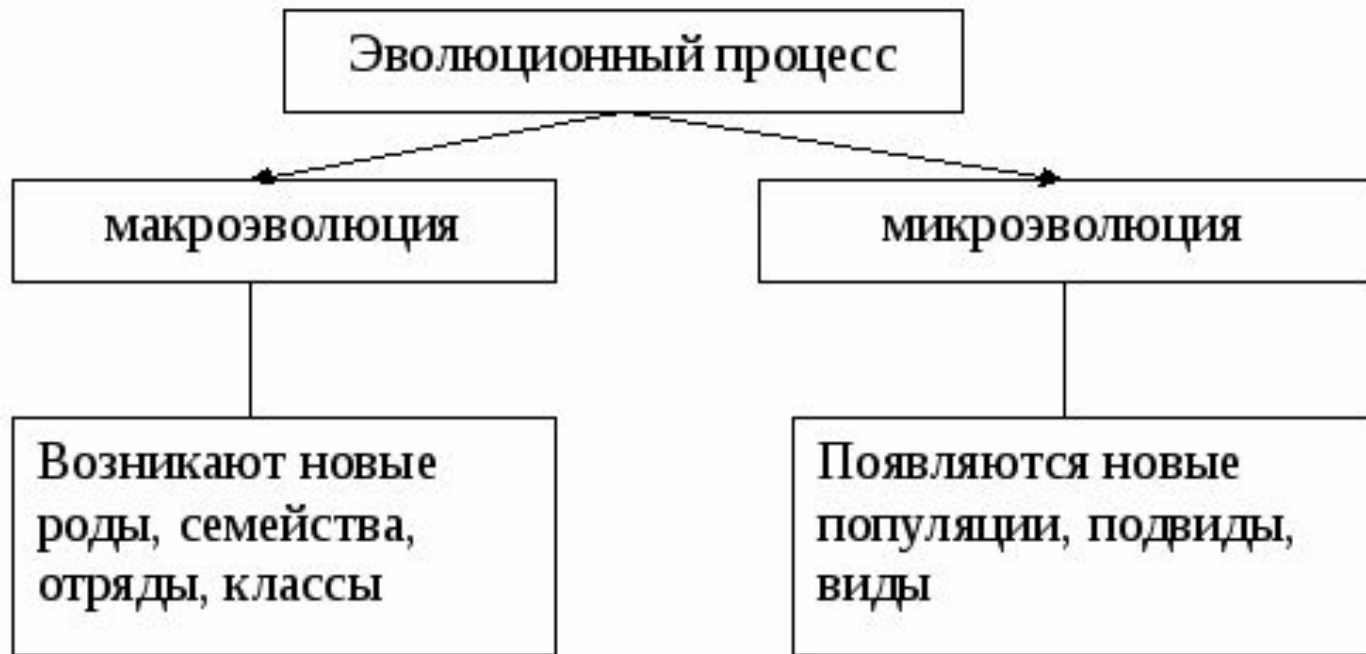 Эволюционный процесс
макроэволюция
микроэволюция
Возникают новые
роды, семейства,
отряды, классы
Появляются новые
популяции, подвиды,
виды